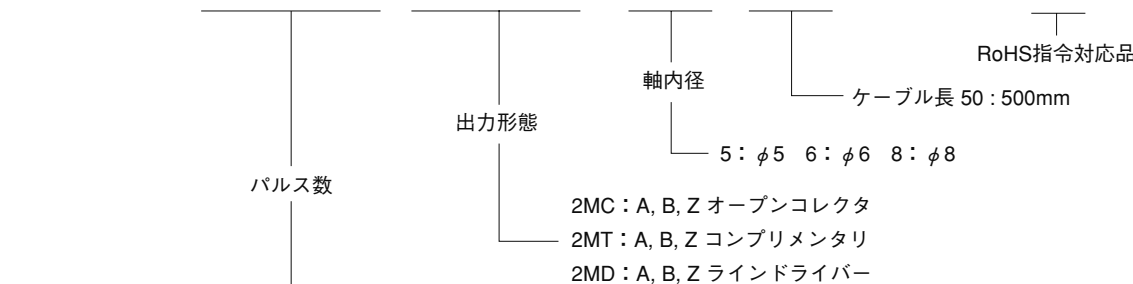 RoHS指令対応品
軸内径
ケーブル長 50 : 500mm
出力形態
5：φ5 6：φ6 8：φ8
パルス数
2MC：A, B, Z オープンコレクタ
2MT：A, B, Z コンプリメンタリ
2MD：A, B, Z ラインドライバー